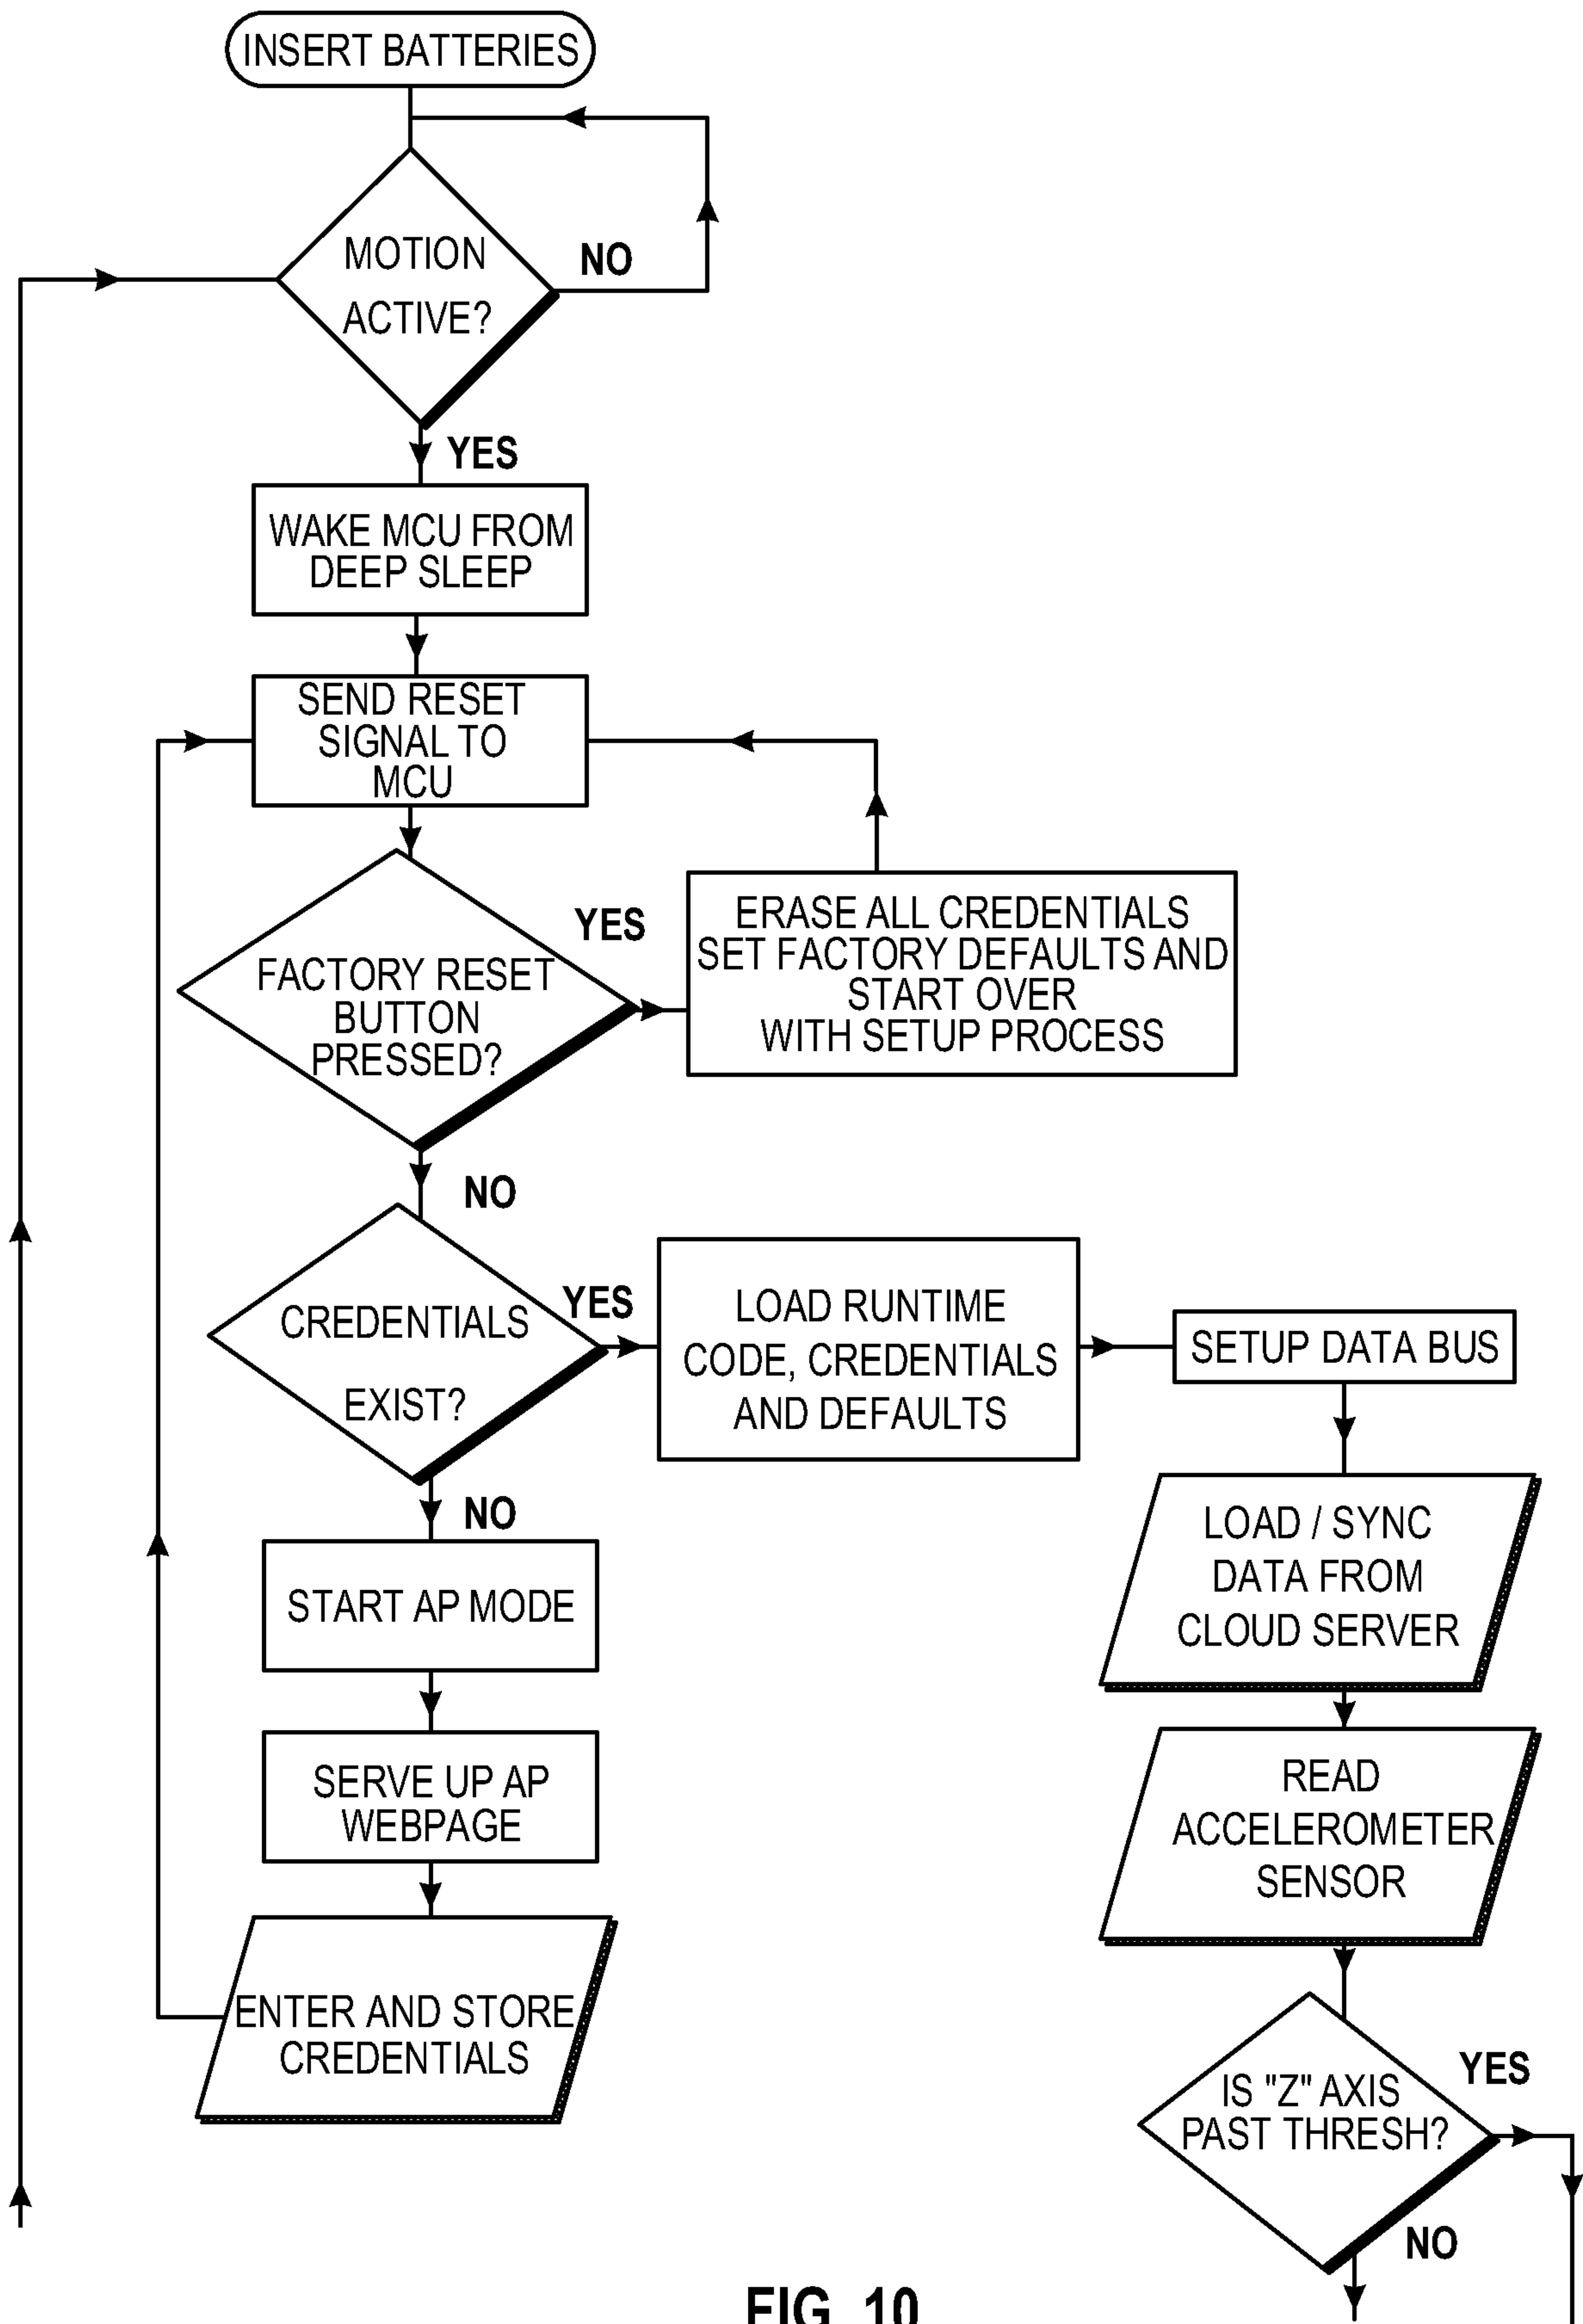 INSERT BATTERIES
MOTION
ACTIVE?
NO
YES
WAKE MCU FROM
DEEP SLEEP
SEND RESET
SIGNAL TO
MCU
FACTORY RESET
BUTTON
PRESSED?
YES
ERASE ALL CREDENTIALS
SET FACTORY DEFAULTS AND
START OVER
WITH SETUP PROCESS
NO
CREDENTIALS
EXIST?
YES
LOAD RUNTIME
CODE, CREDENTIALS
AND DEFAULTS
SETUP DATA BUS
NO
START AP MODE
SERVE UP AP
WEBPAGE
ENTER AND STORE
CREDENTIALS
LOAD / SYNC
DATA FROM
CLOUD SERVER
READ
ACCELEROMETER
SENSOR
IS "Z" AXIS
PAST THRESH?
YES
NO
FIG. 10